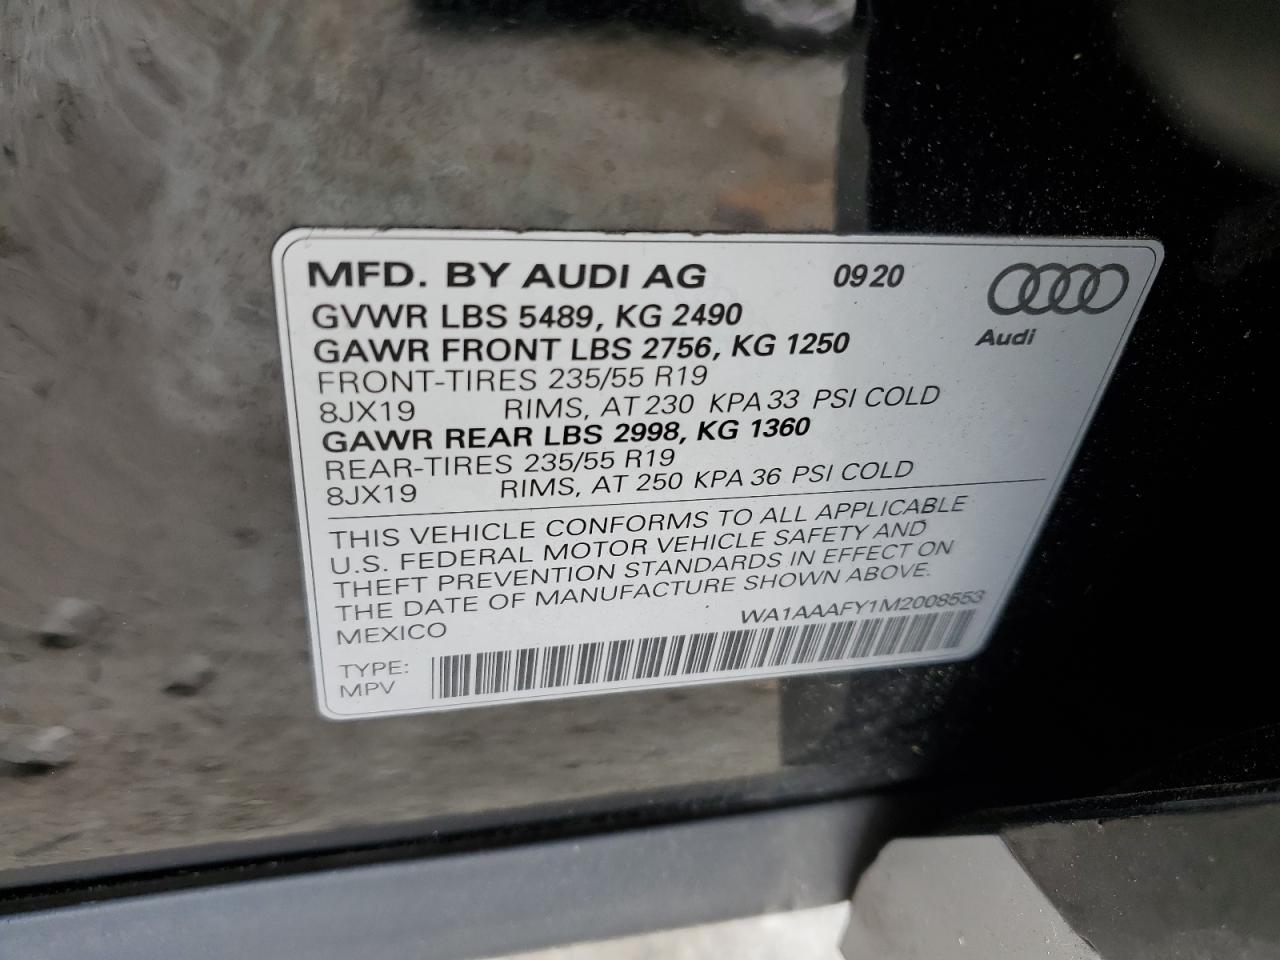 MFD. BY AUDI AG 09 20
GVWR LBS 5489, KG 2490
Audi
GAWR FRONT LBS 2756, KG 1250
FRONT-TIRES 235/55 R19
8JX19 RIMS, AT 230 KPA 33 PSI COLD
GAWR REAR LBS 2998, KG 1360
REAR-TIRES 235/55 R19
8JX19 RIMS, AT 250 KPA 36 PSI COLD
THIS VEHICLE CONFORMS TO ALL APPLICABLE
U.S. FEDERAL MOTOR VEHICLE SAFETY AND
THEFT PREVENTION STANDARDS IN EFFECT ON
THE DATE OF MANUFACTURE SHOWN ABOVE.
MEXICO WA1AAAFY1M2008553
TYPE:
MPV